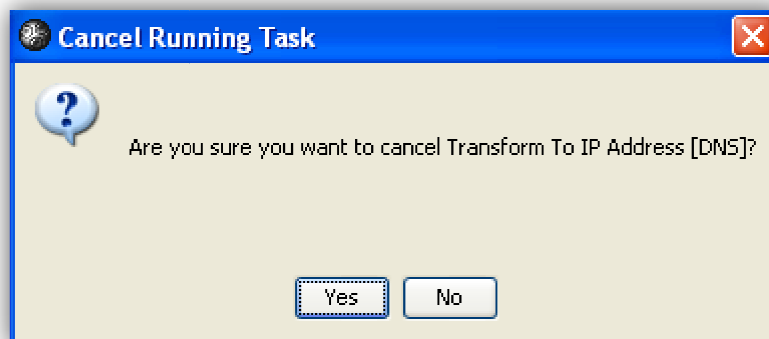 Cancel Running Task
Are you sure you want to cancel Transform To IP Address [DNS]?
Yes
No